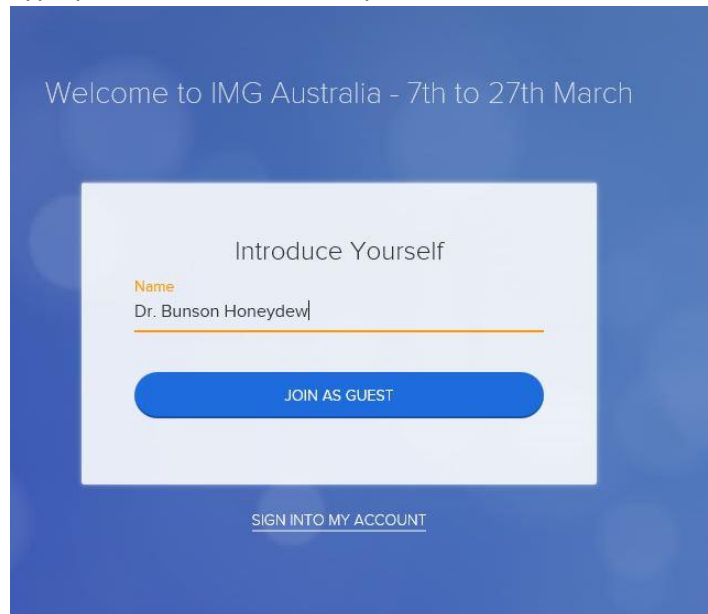 Welcome to IMG Australia - 7th to 27th March
Introduce Yourself
Name
Dr. Bunson Honeydew
JOIN AS GUEST
SIGN INTO MY ACCOUNT